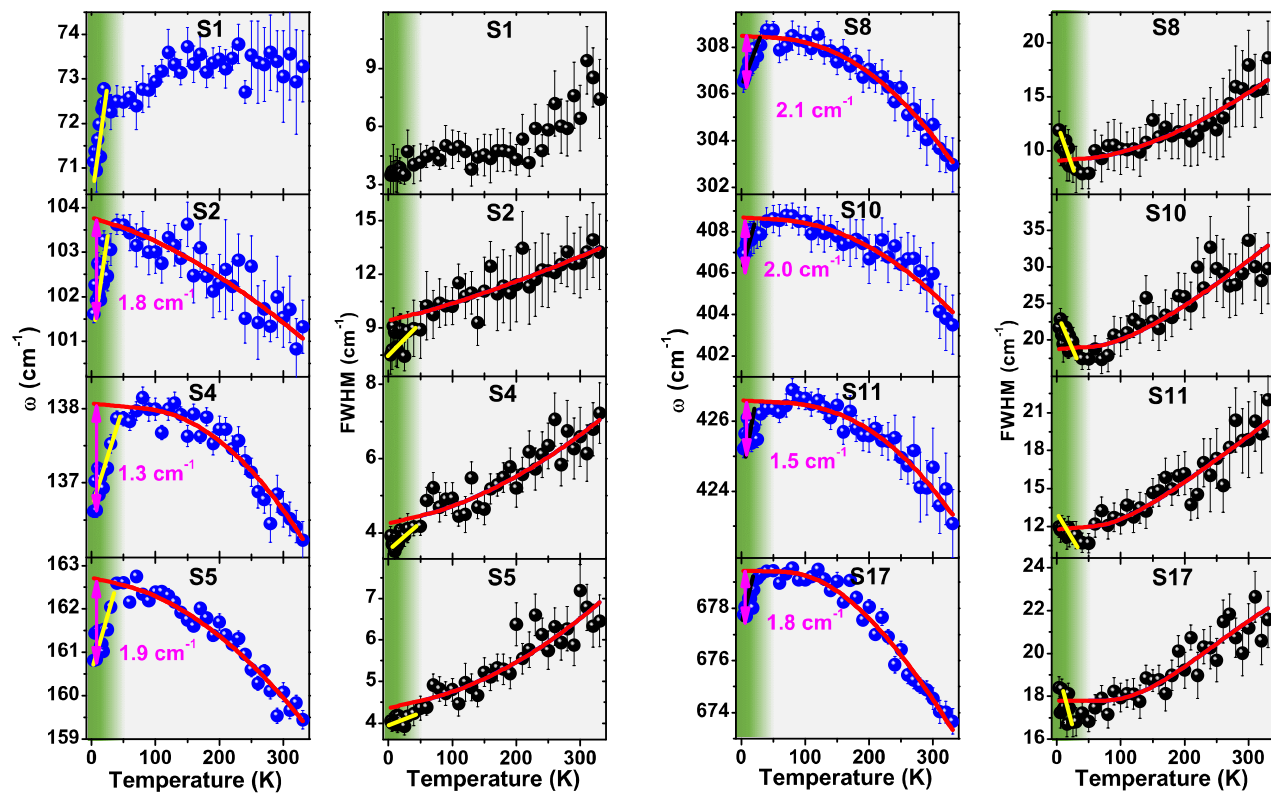 S1
74
73
72
71
S2
104
103
102
101
1.8 cm⁻¹
S4
138
137
1.3 cm⁻¹
S5
163
162
161
160
159
1.9 cm⁻¹
0 100 200 300
Temperature (K)
ω (cm⁻¹)
S1
9
6
3
S2
15
12
9
S4
8
6
4
S5
7
6
5
4
0 100 200 300
Temperature (K)
FWHM (cm⁻¹)
S8
308
306
304
302
2.1 cm⁻¹
S10
408
406
404
402
2.0 cm⁻¹
S11
426
424
1.5 cm⁻¹
S17
678
676
674
1.8 cm⁻¹
0 100 200 300
Temperature (K)
ω (cm⁻¹)
S8
20
15
10
S10
35
30
25
20
S11
21
18
15
12
S17
24
22
20
18
16
0 100 200 300
Temperature (K)
FWHM (cm⁻¹)